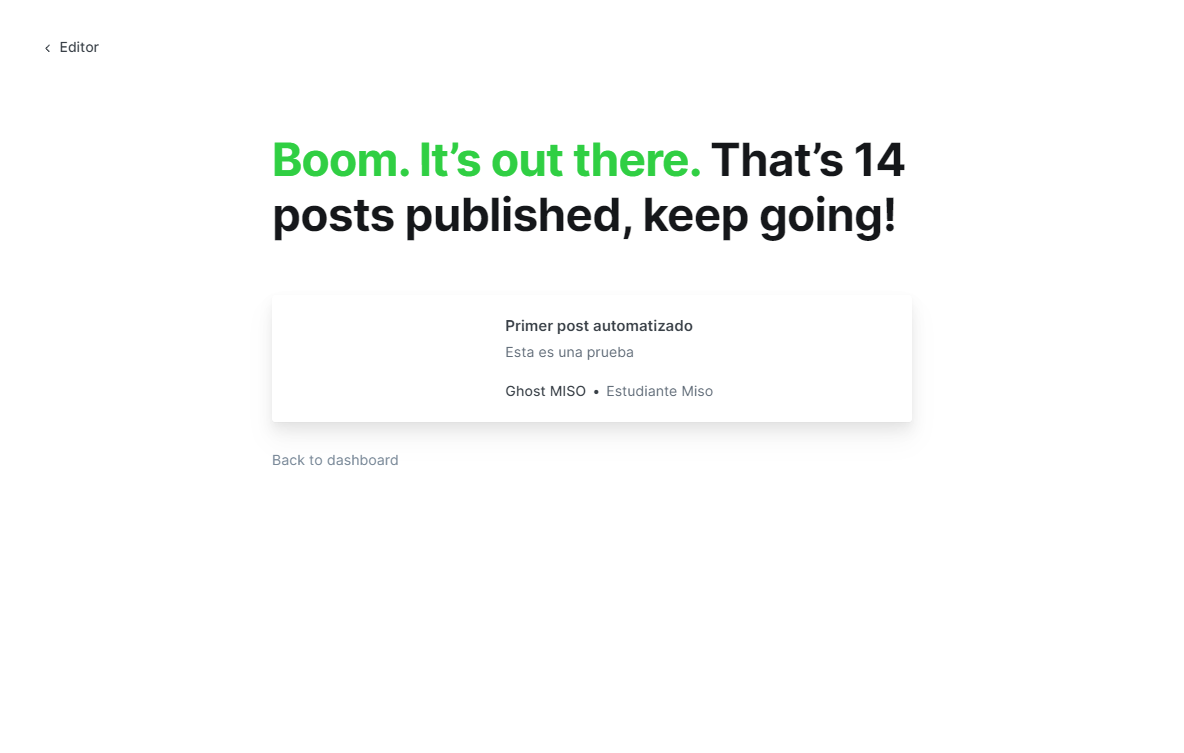 Editor
Boom. It’s out there. That’s 14
posts published, keep going!
Primer post automatizado
Esta es una prueba
Ghost MISO • Estudiante Miso
Back to dashboard